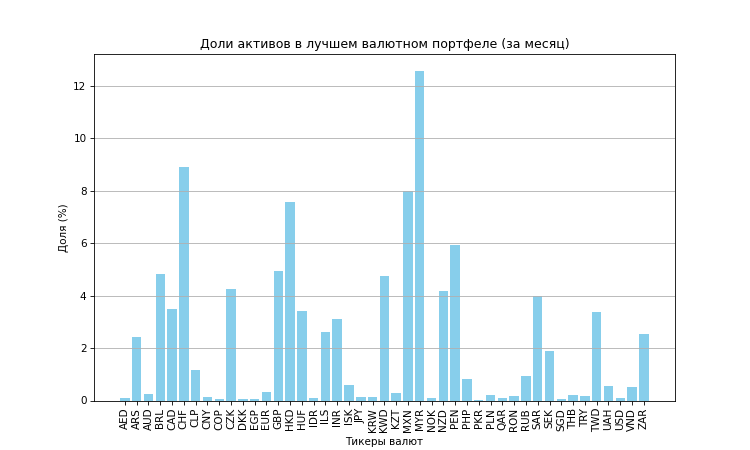 Доли активов в лучшем валютном портфеле (за месяц)
Доля (%)
12
10
8
6
4
2
0
AED ARS AUD BRL CAD CHF CLP CNY COP CZK DKK EGP EUR GBP HKD HUF IDR ILS INR ISK JPY KRW KWD KZT MXN MYR NOK NZD PEN PHP PKR PLN QAR RON RUB SAR SEK SGD THB TRY TWD UAH USD VND ZAR
Тикеры валют